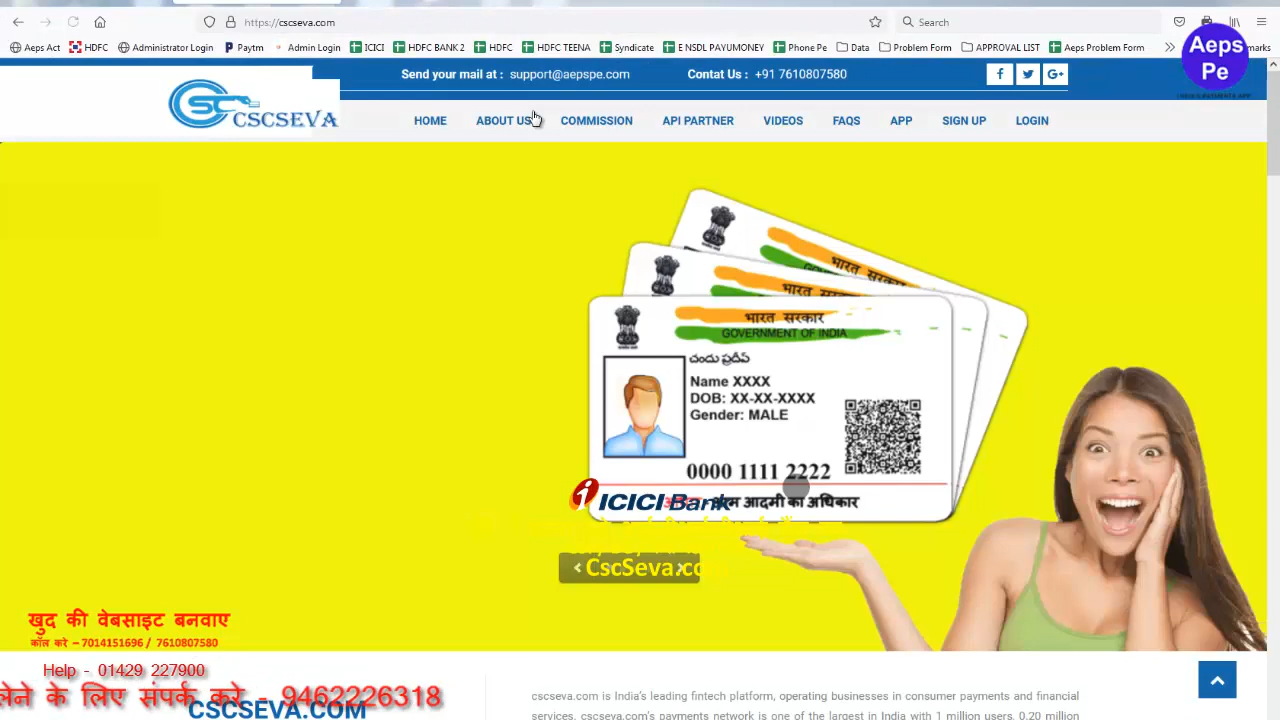 https://cscseva.com
Search
Aeps Act HDFC Administrator Login Paytm Admin Login ICICI HDFC BANK 2 HDFC HDFC TEENA Syndicate E NSDL PAYUMONEY Phone Pe Data Problem Form APPROVAL LIST Aeps Problem Form
Aeps
Pe
Send your mail at : support@aepspe.com Contat Us : +91 7610807580
f G+
CSCSEVA
HOME ABOUT US COMMISSION API PARTNER VIDEOS FAQS APP SIGN UP LOGIN
भारत सरकार
भारत
भारत सरकार
GOVERNMENT OF INDIA
చందు ప్రదీప్
Name XXXX
DOB: XX-XX-XXXX
Gender: MALE
0000 1111 2222
आम आदमी का अधिकार
ICICI Bank
CscSeva.co
खुद की वेबसाइट बनवाए
कॉल करे – 7014151696 / 7610807580
Help - 01429 227900
लेने के लिए संपर्क करे - 9462226318
CSCSEVA.COM
cscseva.com is India's leading fintech platform, operating businesses in consumer payments and financial
services. cscseva.com's payments network is one of the largest in India with 1 million users, 0.20 million